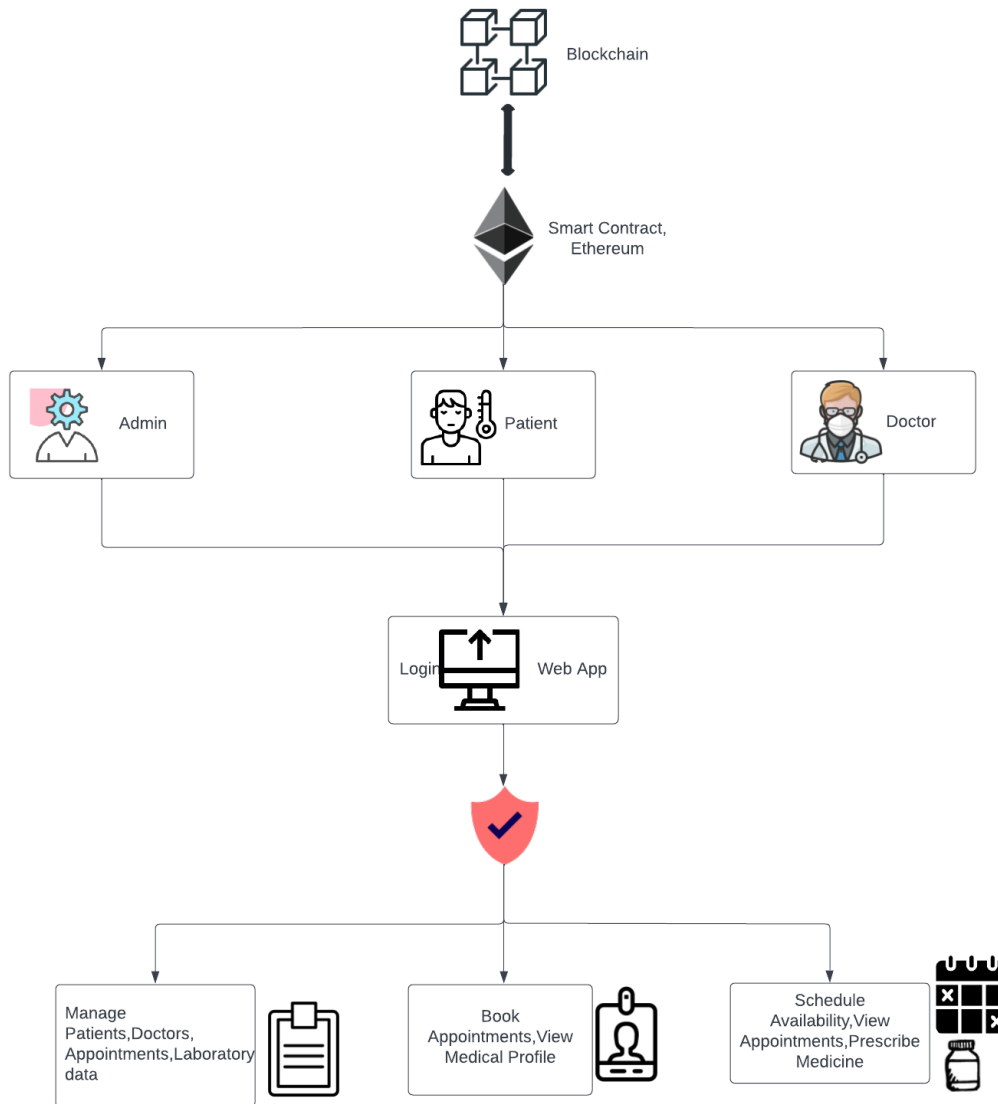 Blockchain
Smart Contract,
Ethereum
Admin
Patient
Doctor
Login
Web App
Manage
Patients,Doctors,
Appointments,Laboratory
data
Book
Appointments,View
Medical Profile
Schedule
Availability,View
Appointments,Prescribe
Medicine